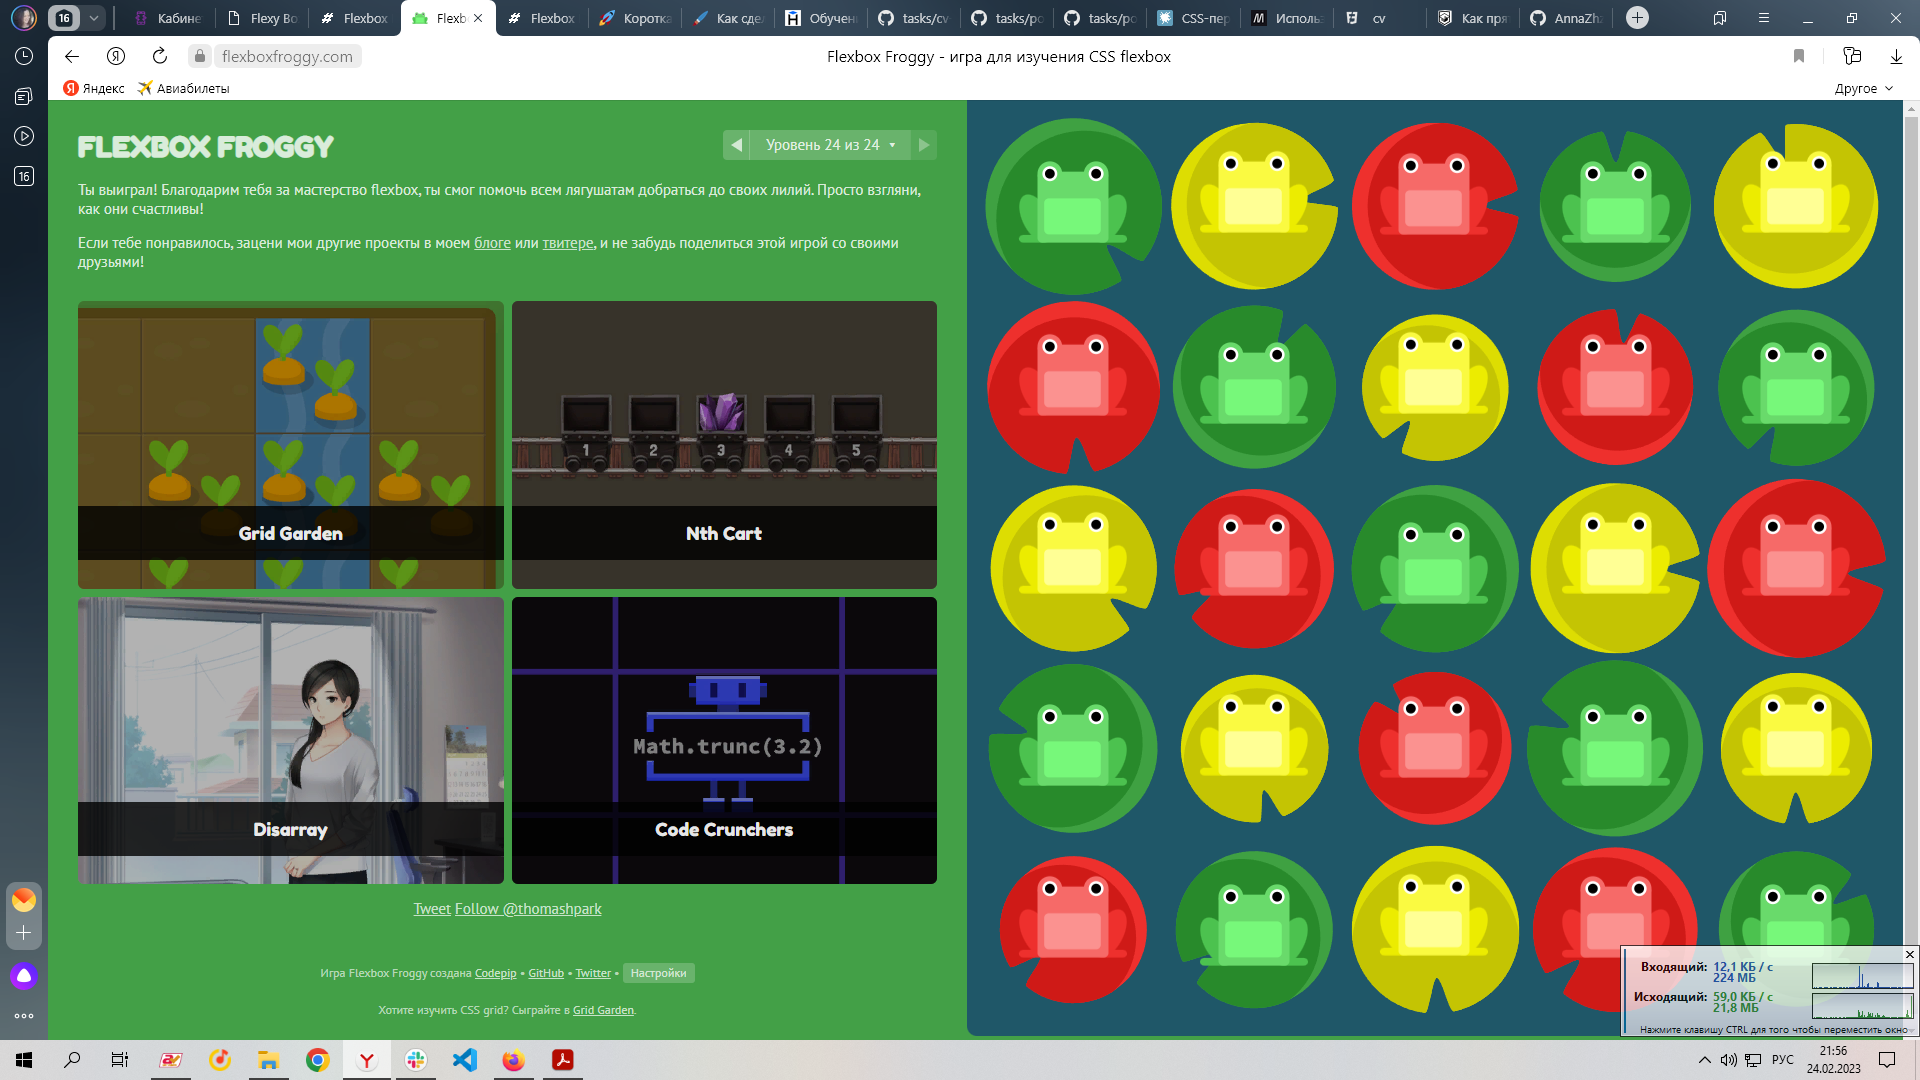 16
Кабине
Flexy Bo
Flexbox
Flexb
Flexbox
Коротка
Как сдел
Обучен
tasks/cv
tasks/po
tasks/po
CSS-пер
Использ
cv
Как пря
AnnaZh
flexboxfroggy.com
Flexbox Froggy - игра для изучения CSS flexbox
Яндекс
Авиабилеты
Другое
16
FLEXBOX FROGGY
Уровень 24 из 24
Ты выиграл! Благодарим тебя за мастерство flexbox, ты смог помочь всем лягушатам добраться до своих лилий. Просто взгляни,
как они счастливы!
Если тебе понравилось, зацени мои другие проекты в моем блоге или твитере, и не забудь поделиться этой игрой со своими
друзьями!
Grid Garden
1 2 3 4 5
Nth Cart
Disarray
Math.trunc(3.2)
Code Crunchers
Tweet Follow @thomashpark
Игра Flexbox Froggy создана Codepip • GitHub • Twitter • Настройки
Хотите изучить CSS grid? Сыграйте в Grid Garden.
Входящий: 12,1 КБ / с
224 МБ
Исходящий: 59,0 КБ / с
21,8 МБ
Нажмите клавишу CTRL для того чтобы переместить окно
РУС
21:56
24.02.2023